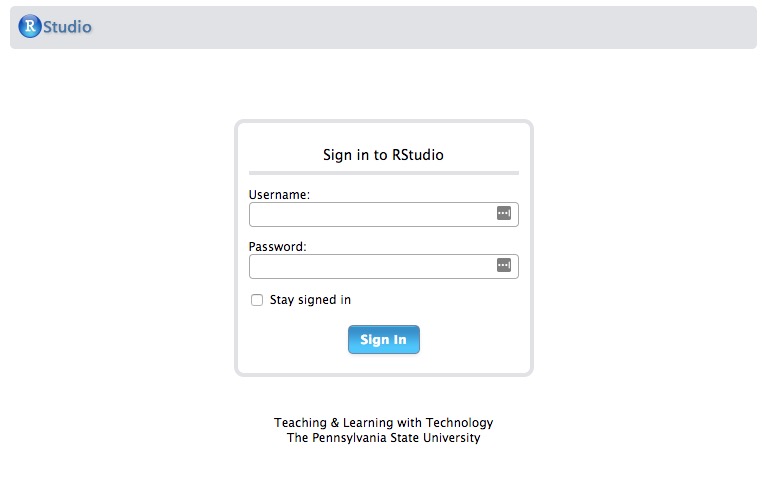 R Studio
Sign in to RStudio
Username:
Password:
Stay signed in
Sign In
Teaching & Learning with Technology
The Pennsylvania State University